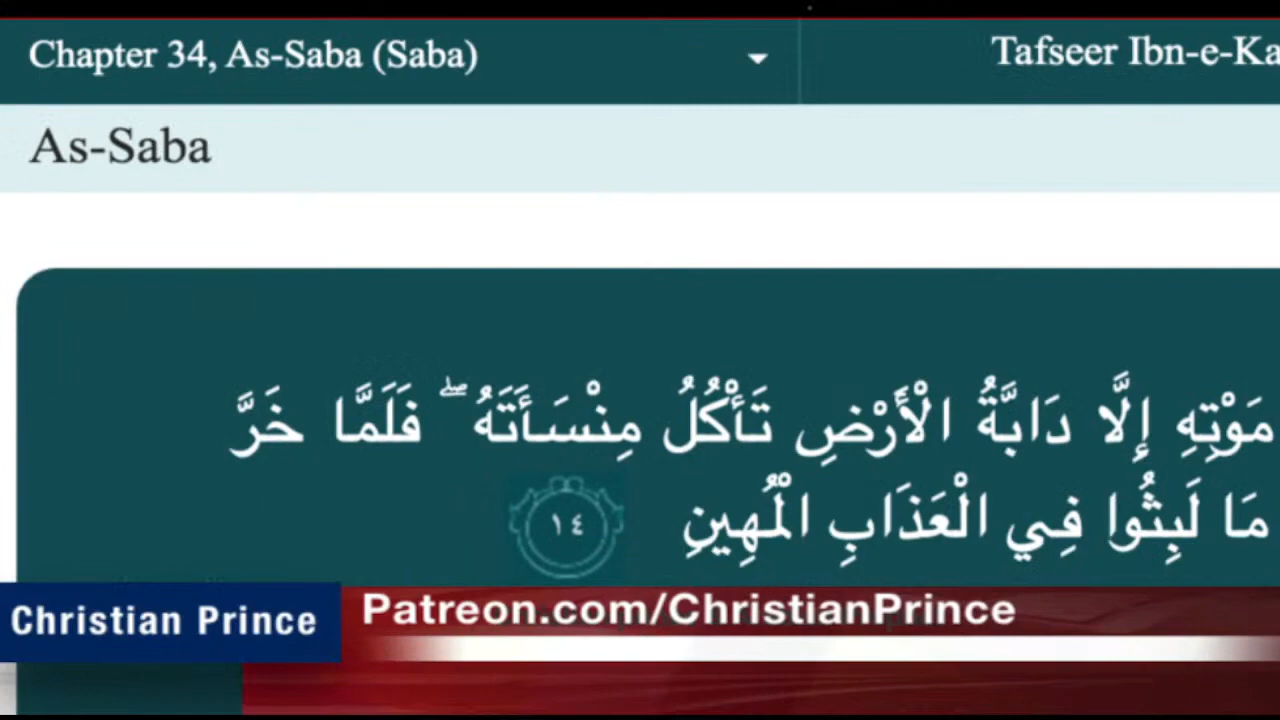 Chapter 34, As-Saba (Saba)
Tafseer Ibn-e-Ka
As-Saba
مَوْتِهِ إِلَّا دَابَّةُ الْأَرْضِ تَأْكُلُ مِنْسَأَتَهُ ۖ فَلَمَّا خَرَّ
مَا لَبِثُوا فِي الْعَذَابِ الْمُهِينِ ١٤
Christian Prince
Patreon.com/ChristianPrince